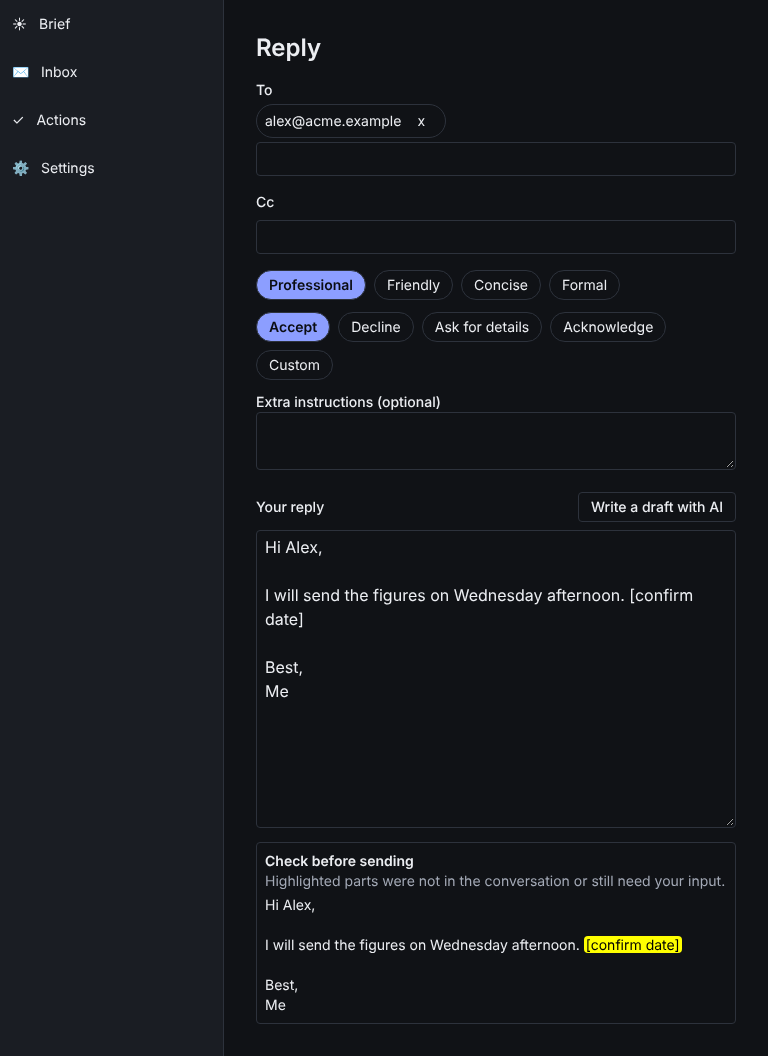 ☀ Brief
✉️ Inbox
✓ Actions
⚙️ Settings
Reply
To
alex@acme.example x
Cc
Professional Friendly Concise Formal
Accept Decline Ask for details Acknowledge
Custom
Extra instructions (optional)
Your reply Write a draft with AI
Hi Alex,
I will send the figures on Wednesday afternoon. [confirm
date]
Best,
Me
Check before sending
Highlighted parts were not in the conversation or still need your input.
Hi Alex,
I will send the figures on Wednesday afternoon. [confirm date]
Best,
Me